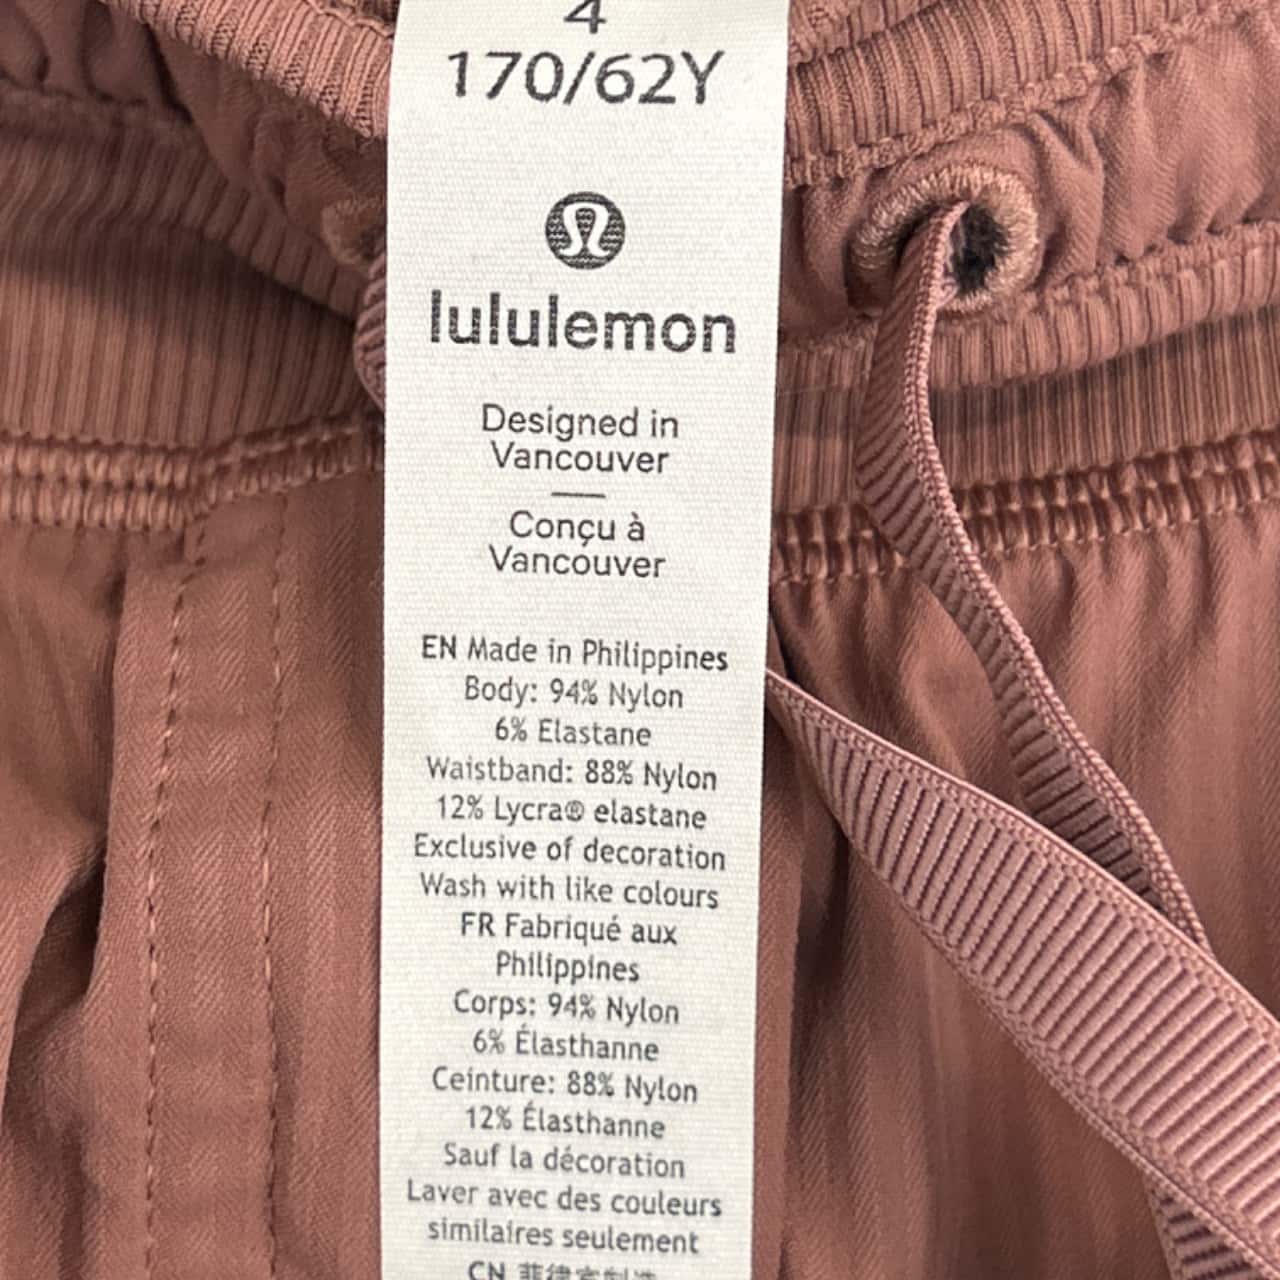 4
170/62Y
lululemon
Designed in
Vancouver
Conçu à
Vancouver
EN Made in Philippines
Body: 94% Nylon
6% Elastane
Waistband: 88% Nylon
12% Lycra® elastane
Exclusive of decoration
Wash with like colours
FR Fabriqué aux
Philippines
Corps: 94% Nylon
6% Élasthanne
Ceinture: 88% Nylon
12% Élasthanne
Sauf la décoration
Laver avec des couleurs
similaires seulement
CN